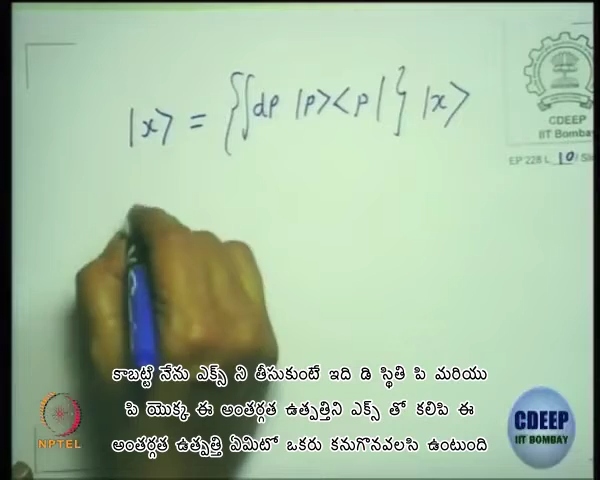 |x> = {∫dp |p><p|} |x>
CDEEP
IIT Bombay
EP 228 L 10 / Sli
కాబట్టి నేను ఎక్స్ ని తీసుకుంటే ఇది డి స్థితి పి మరియు
పి యొక్క ఈ అంతర్గత ఉత్పత్తిని ఎక్స్ తో కలిపి ఈ
అంతర్గత ఉత్పత్తి ఏమిటో ఒకరు కనుగొనవలసి ఉంటుంది
NPTEL
CDEEP
IIT BOMBAY